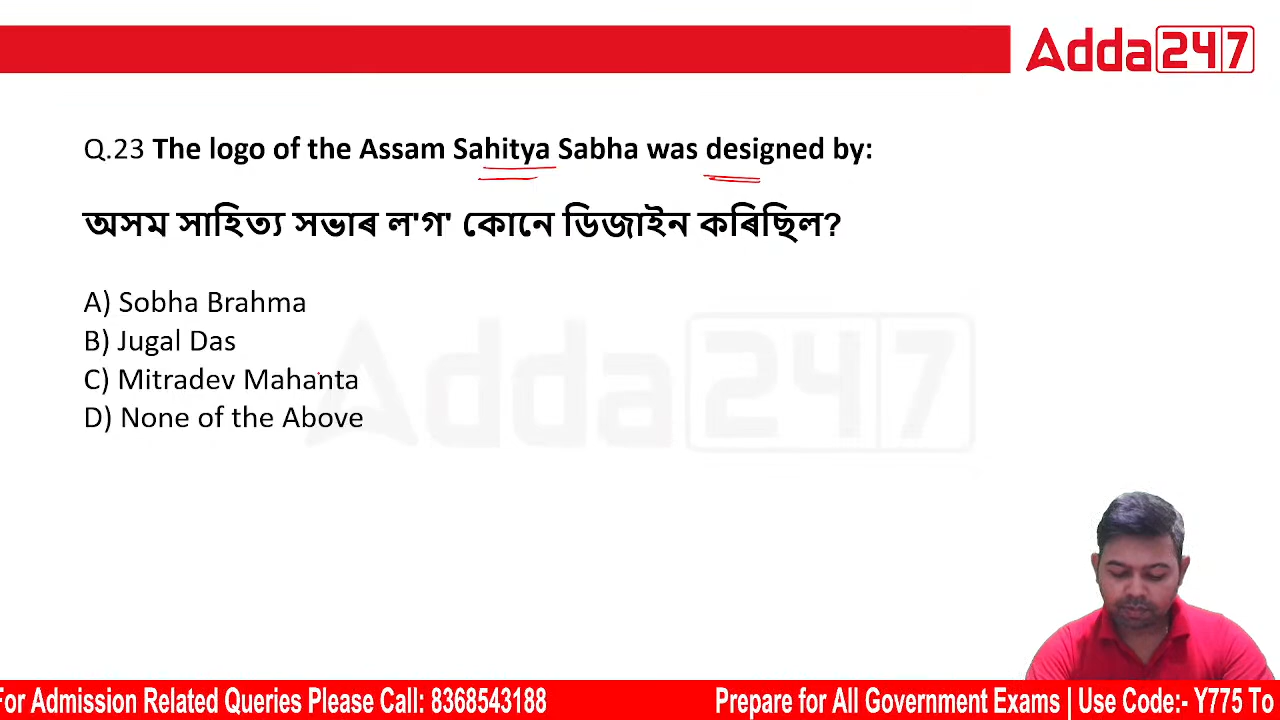 Adda247
Q.23 The logo of the Assam Sahitya Sabha was designed by:
অসম সাহিত্য সভাৰ ল'গ' কোনে ডিজাইন কৰিছিল?
A) Sobha Brahma
B) Jugal Das
C) Mitradev Mahanta
D) None of the Above
Adda247
For Admission Related Queries Please Call: 8368543188 Prepare for All Government Exams | Use Code:- Y775 To